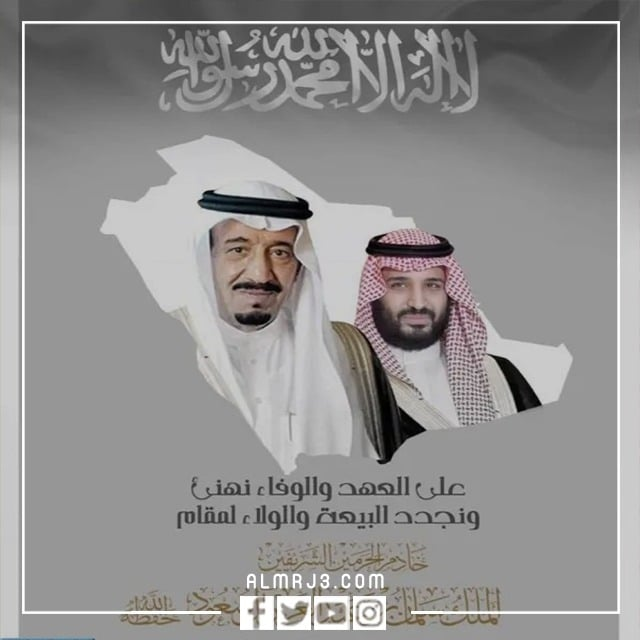 لا إله إلا الله محمد رسول الله
على العهد والوفاء نهنئ
ونجدد البيعة والولاء لمقام
خادم الحرمين الشريفين
ALMRJ3.COM
الملك سلمان
حفظه الله